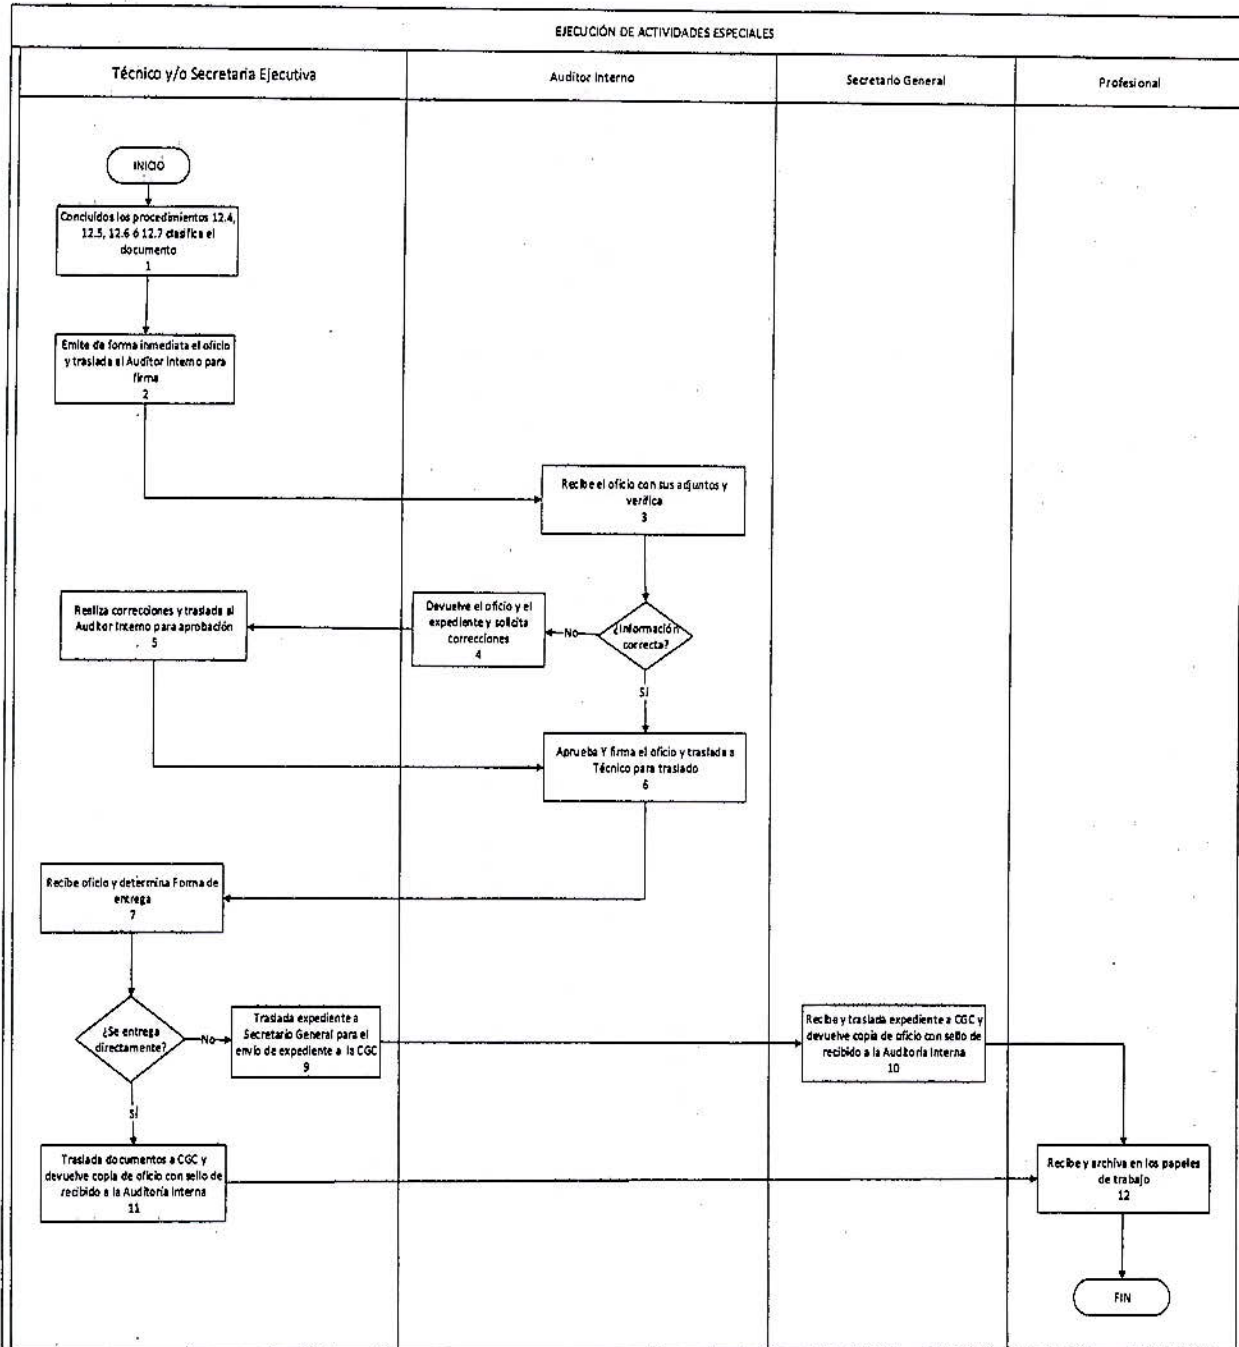 EJECUCIÓN DE ACTIVIDADES ESPECIALES
Técnico y/o Secretaria Ejecutiva
Auditor Interno
Secretario General
Profesional
INICIO
Concluídos los procedimientos 12.4,
12.5, 12.6 ó 12.7 clasifica el
documento
1
Emite de forma inmediata el oficio
y traslada al Auditor Interno para
firma
2
Recibe el oficio con sus adjuntos y
verifica
3
¿Información
correcta?
No
Devuelve el oficio y el
expediente y solicita
correcciones
4
Realiza correcciones y traslada al
Auditor Interno para aprobación
5
SÍ
Aprueba Y firma el oficio y traslada a
Técnico para traslado
6
Recibe oficio y determina Forma de
entrega
7
¿Se entrega
directamente?
No
Traslada expediente a
Secretario General para el
envío de expediente a la CGC
9
Recibe y traslada expediente a CGC y
devuelve copia de oficio con sello de
recibido a la Auditoría Interna
10
SÍ
Traslada documentos a CGC y
devuelve copia de oficio con sello de
recibido a la Auditoría Interna
11
Recibe y archiva en los papeles
de trabajo
12
FIN